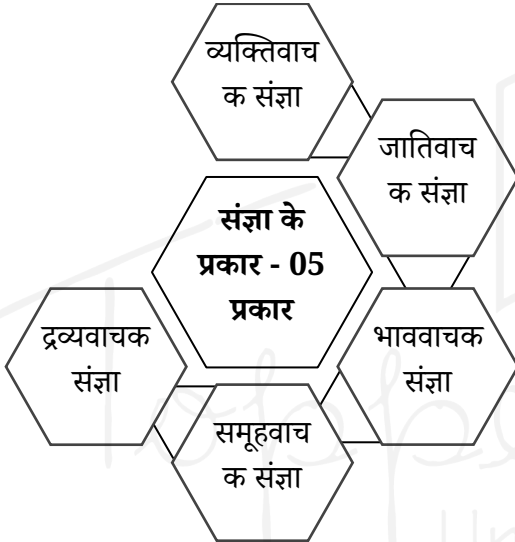 व्यक्तिवाच
क संज्ञा
जातिवाच
क संज्ञा
संज्ञा के
प्रकार - 05
प्रकार
भाववाचक
संज्ञा
द्रव्यवाचक
संज्ञा
समूहवाच
क संज्ञा